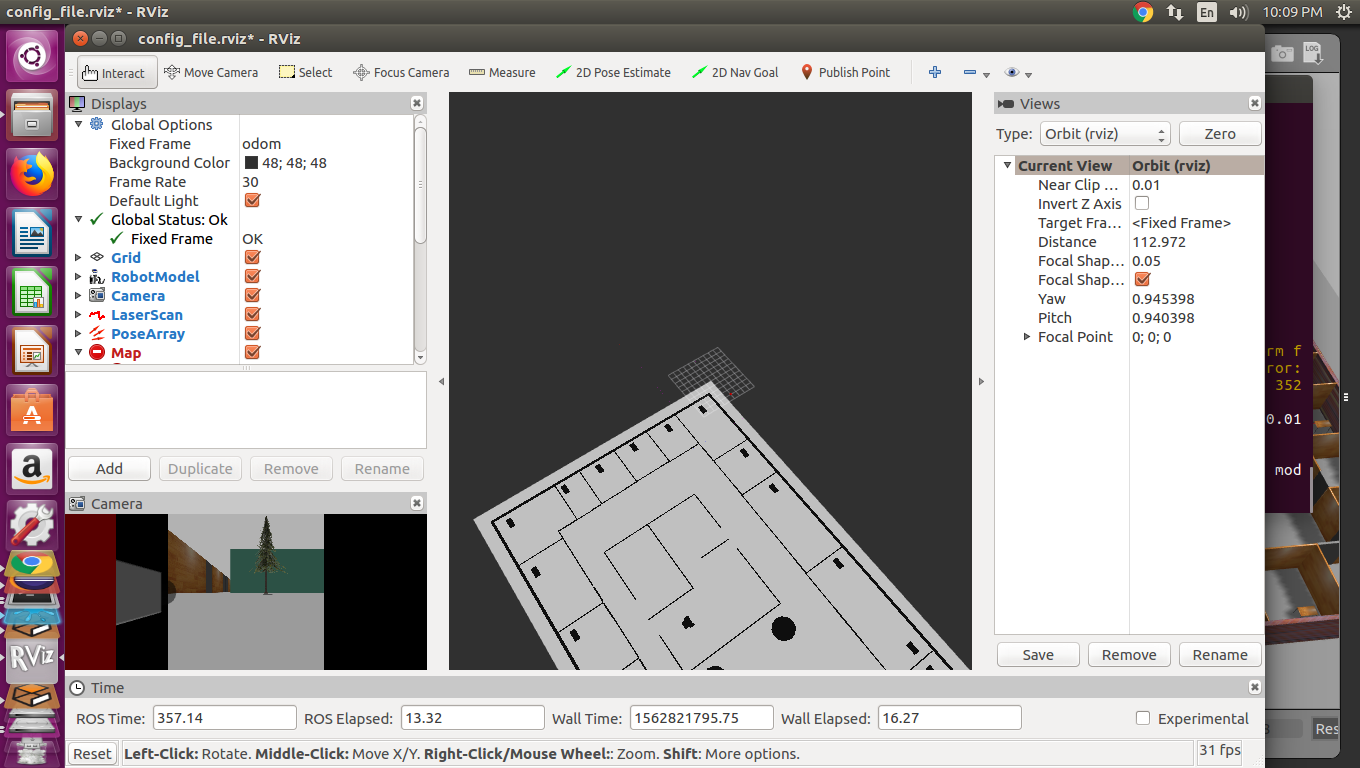 config_file.rviz* - RViz
En
10:09 PM
config_file.rviz* - RViz
Interact
Move Camera
Select
Focus Camera
Measure
2D Pose Estimate
2D Nav Goal
Publish Point
LOG
Displays
Global Options
Fixed Frame odom
Background Color 48; 48; 48
Frame Rate 30
Default Light
Global Status: Ok
Fixed Frame OK
Grid
RobotModel
Camera
LaserScan
PoseArray
Map
Add
Duplicate
Remove
Rename
Camera
Views
Type: Orbit (rviz) Zero
Current View Orbit (rviz)
Near Clip ... 0.01
Invert Z Axis
Target Fra... <Fixed Frame>
Distance 112.972
Focal Shap... 0.05
Focal Shap...
Yaw 0.945398
Pitch 0.940398
Focal Point 0; 0; 0
Save
Remove
Rename
rm f
ror:
352
0.01
mod
Time
ROS Time: 357.14 ROS Elapsed: 13.32 Wall Time: 1562821795.75 Wall Elapsed: 16.27 Experimental
Reset Left-Click: Rotate. Middle-Click: Move X/Y. Right-Click/Mouse Wheel:: Zoom. Shift: More options. 31 fps
Res
RViz
a